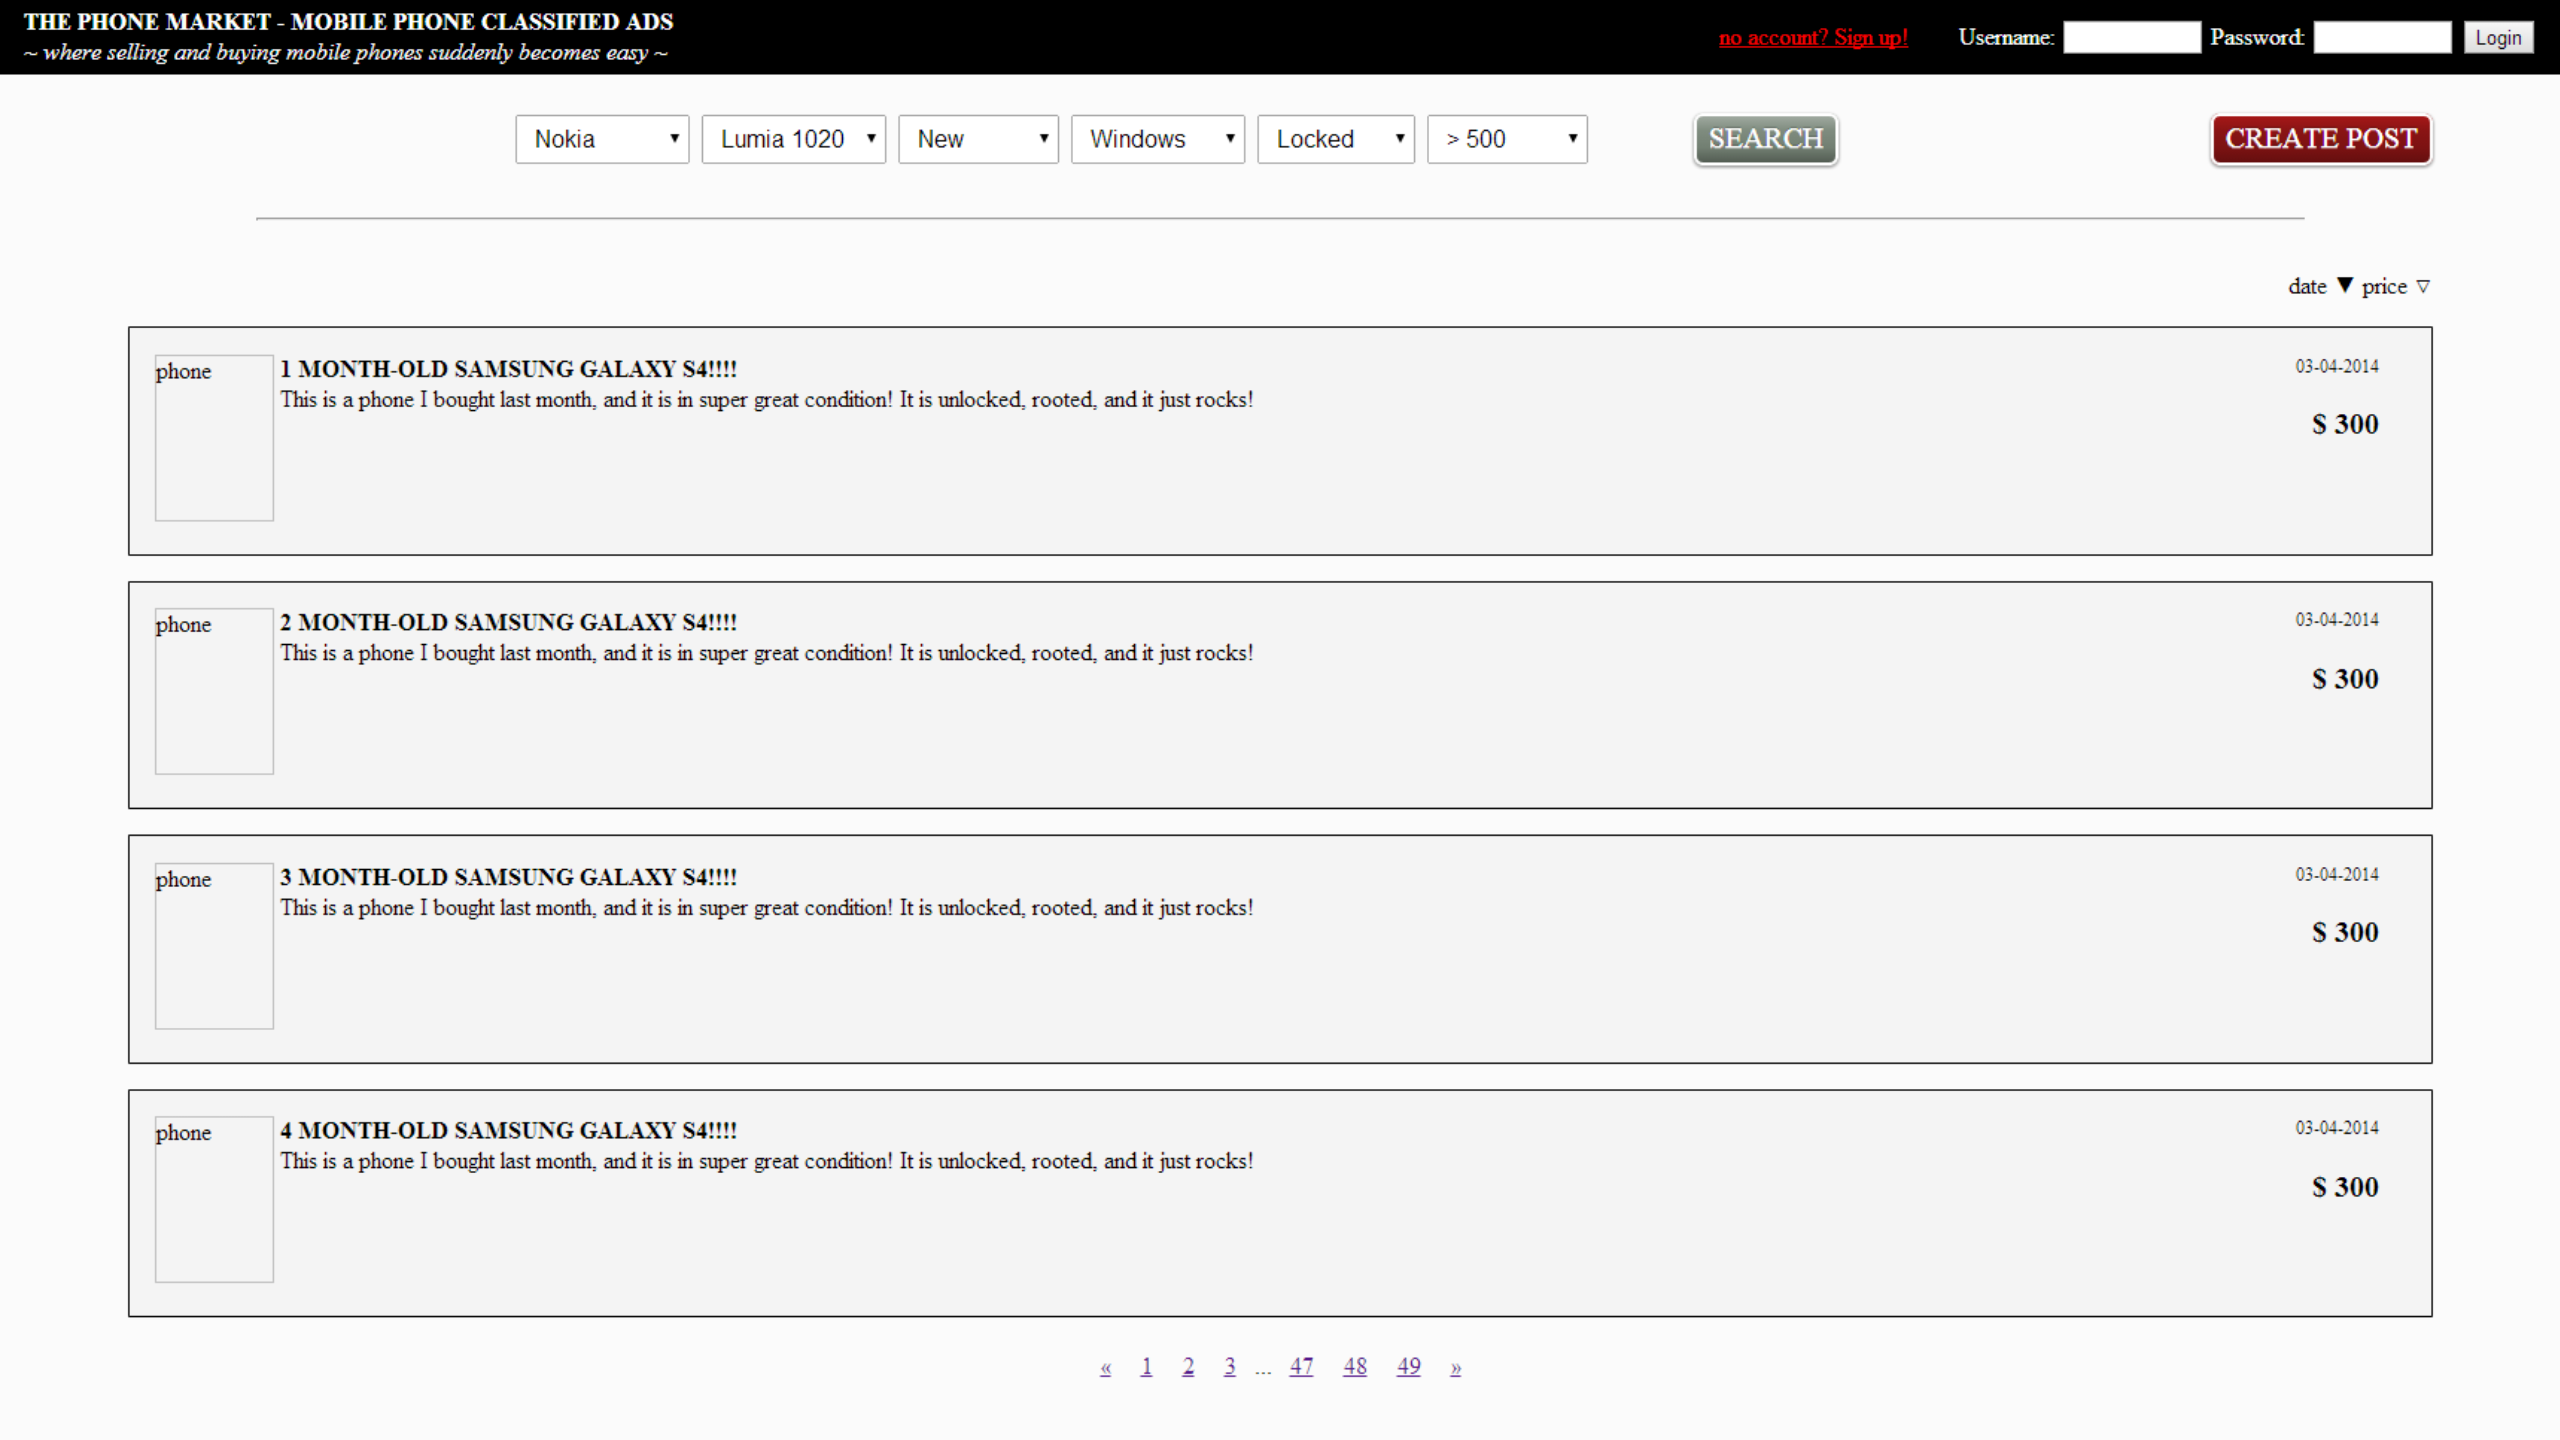 THE PHONE MARKET - MOBILE PHONE CLASSIFIED ADS
~ where selling and buying mobile phones suddenly becomes easy ~
no account? Sign up! Username: Password: Login
Nokia Lumia 1020 New Windows Locked > 500 SEARCH CREATE POST
date ▼ price ▽
phone 1 MONTH-OLD SAMSUNG GALAXY S4!!!! 03-04-2014
This is a phone I bought last month, and it is in super great condition! It is unlocked, rooted, and it just rocks!
$ 300
phone 2 MONTH-OLD SAMSUNG GALAXY S4!!!! 03-04-2014
This is a phone I bought last month, and it is in super great condition! It is unlocked, rooted, and it just rocks!
$ 300
phone 3 MONTH-OLD SAMSUNG GALAXY S4!!!! 03-04-2014
This is a phone I bought last month, and it is in super great condition! It is unlocked, rooted, and it just rocks!
$ 300
phone 4 MONTH-OLD SAMSUNG GALAXY S4!!!! 03-04-2014
This is a phone I bought last month, and it is in super great condition! It is unlocked, rooted, and it just rocks!
$ 300
« 1 2 3 ... 47 48 49 »